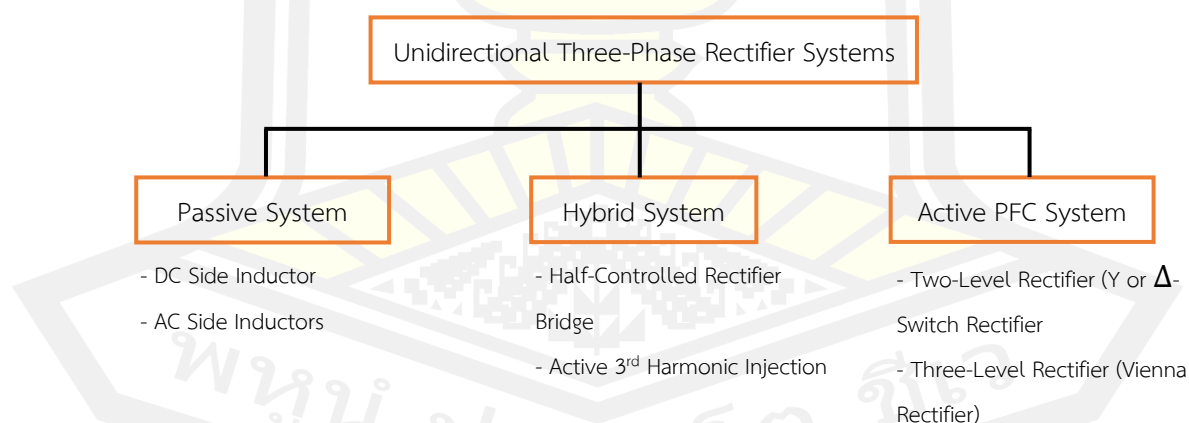 Unidirectional Three-Phase Rectifier Systems
Passive System
- DC Side Inductor
- AC Side Inductors
Hybrid System
- Half-Controlled Rectifier
Bridge
- Active 3rd Harmonic Injection
Active PFC System
- Two-Level Rectifier (Y or Δ-
Switch Rectifier
- Three-Level Rectifier (Vienna
Rectifier)